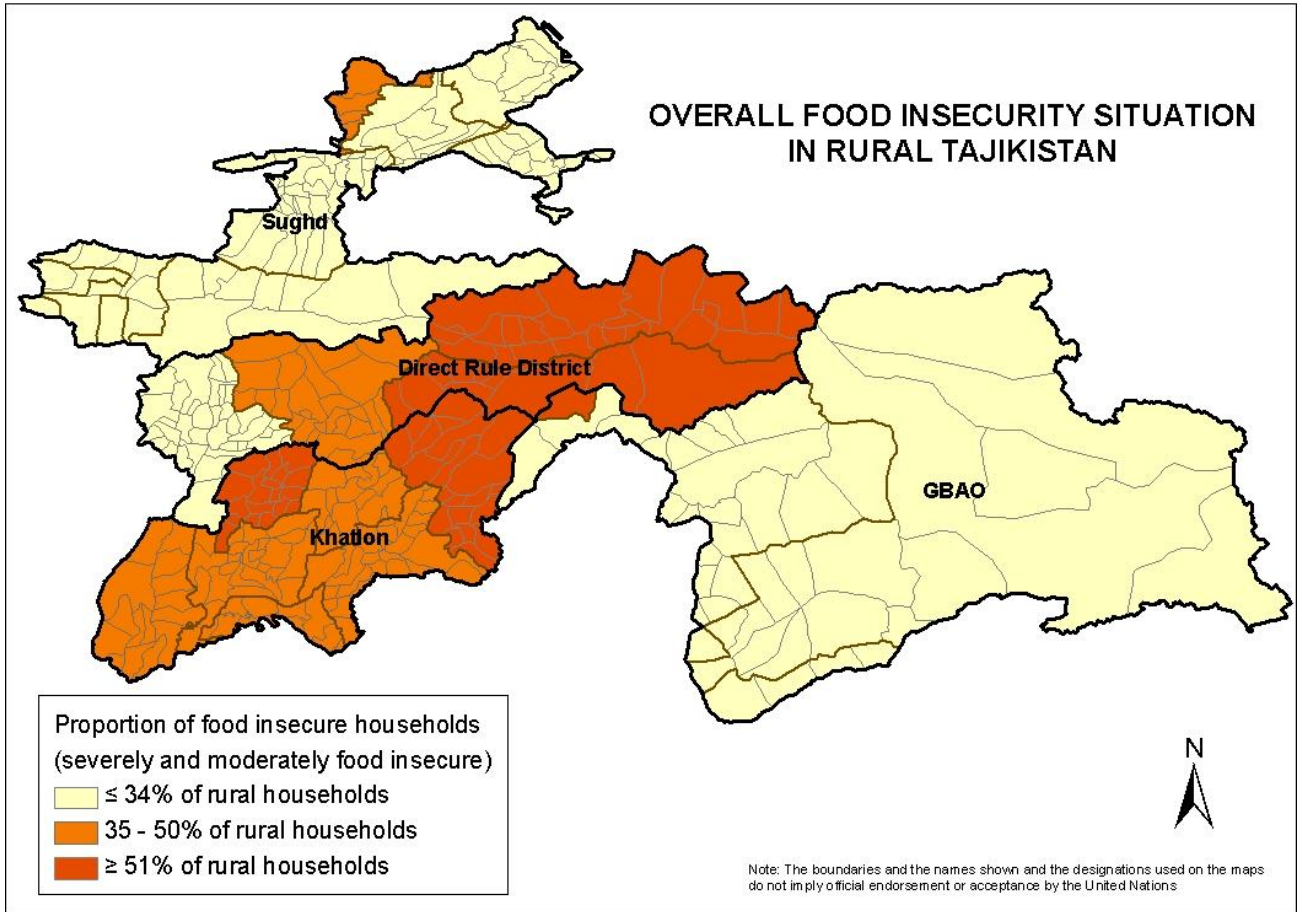 OVERALL FOOD INSECURITY SITUATION
IN RURAL TAJIKISTAN
Sughd
Direct Rule District
GBAO
Khatlon
Proportion of food insecure households
(severely and moderately food insecure)
≤ 34% of rural households
35 - 50% of rural households
≥ 51% of rural households
N
Note: The boundaries and the names shown and the designations used on the maps
do not imply official endorsement or acceptance by the United Nations